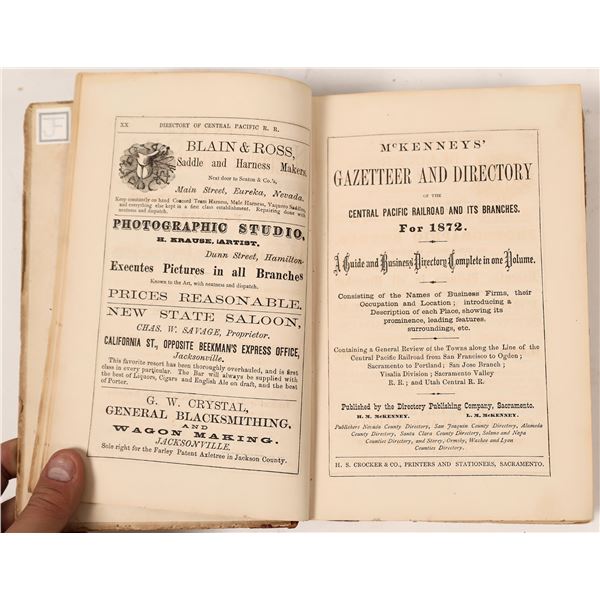 XX DIRECTORY OF CENTRAL PACIFIC R. R.
BLAIN & ROSS,
Saddle and Harness Makers,
Next door to Sexton & Co.'s,
Main Street, Eureka, Nevada.
Keep constantly on hand Concord Team Harness, Mule Harness, Vaquero Saddles
and everything else kept in a first class establishment. Repairing done with
neatness and dispatch.
PHOTOGRAPHIC STUDIO,
H. KRAUSE, ARTIST.
Dunn Street, Hamilton
Executes Pictures in all Branches
Known to the Art, with neatness and dispatch.
PRICES REASONABLE.
NEW STATE SALOON,
CHAS. W. SAVAGE, Proprietor.
CALIFORNIA ST., OPPOSITE BEEKMAN'S EXPRESS OFFICE,
Jacksonville.
This favorite resort has been thoroughly overhauled, and is first
class in every particular. The Bar will always be supplied with
the best of Liquors, Cigars and English Ale on draft, and the best
of Porter.
G. W. CRYSTAL,
GENERAL BLACKSMITHING,
AND
WAGON MAKING.
JACKSONVILLE.
Sole right for the Farley Patent Axletree in Jackson County.
McKENNEYS'
GAZETTEER AND DIRECTORY
OF THE
CENTRAL PACIFIC RAILROAD AND ITS BRANCHES.
For 1872.
A Guide and Business Directory Complete in one Volume.
Consisting of the Names of Business Firms, their
Occupation and Location; introducing a
Description of each Place, showing its
prominence, leading features,
surroundings, etc.
Containing a General Review of the Towns along the Line of the
Central Pacific Railroad from San Francisco to Ogden;
Sacramento to Portland; San Jose Branch;
Visalia Division; Sacramento Valley
R. R.; and Utah Central R. R.
Published by the Directory Publishing Company, Sacramento.
H. M. McKENNEY. L. M. McKENNEY.
Publishers Nevada County Directory, San Joaquin County Directory, Alameda
County Directory, Santa Clara County Directory, Solano and Napa
Counties Directory, and Storey, Ormsby, Washoe and Lyon
Counties Directory.
H. S. CROCKER & CO., PRINTERS AND STATIONERS, SACRAMENTO.